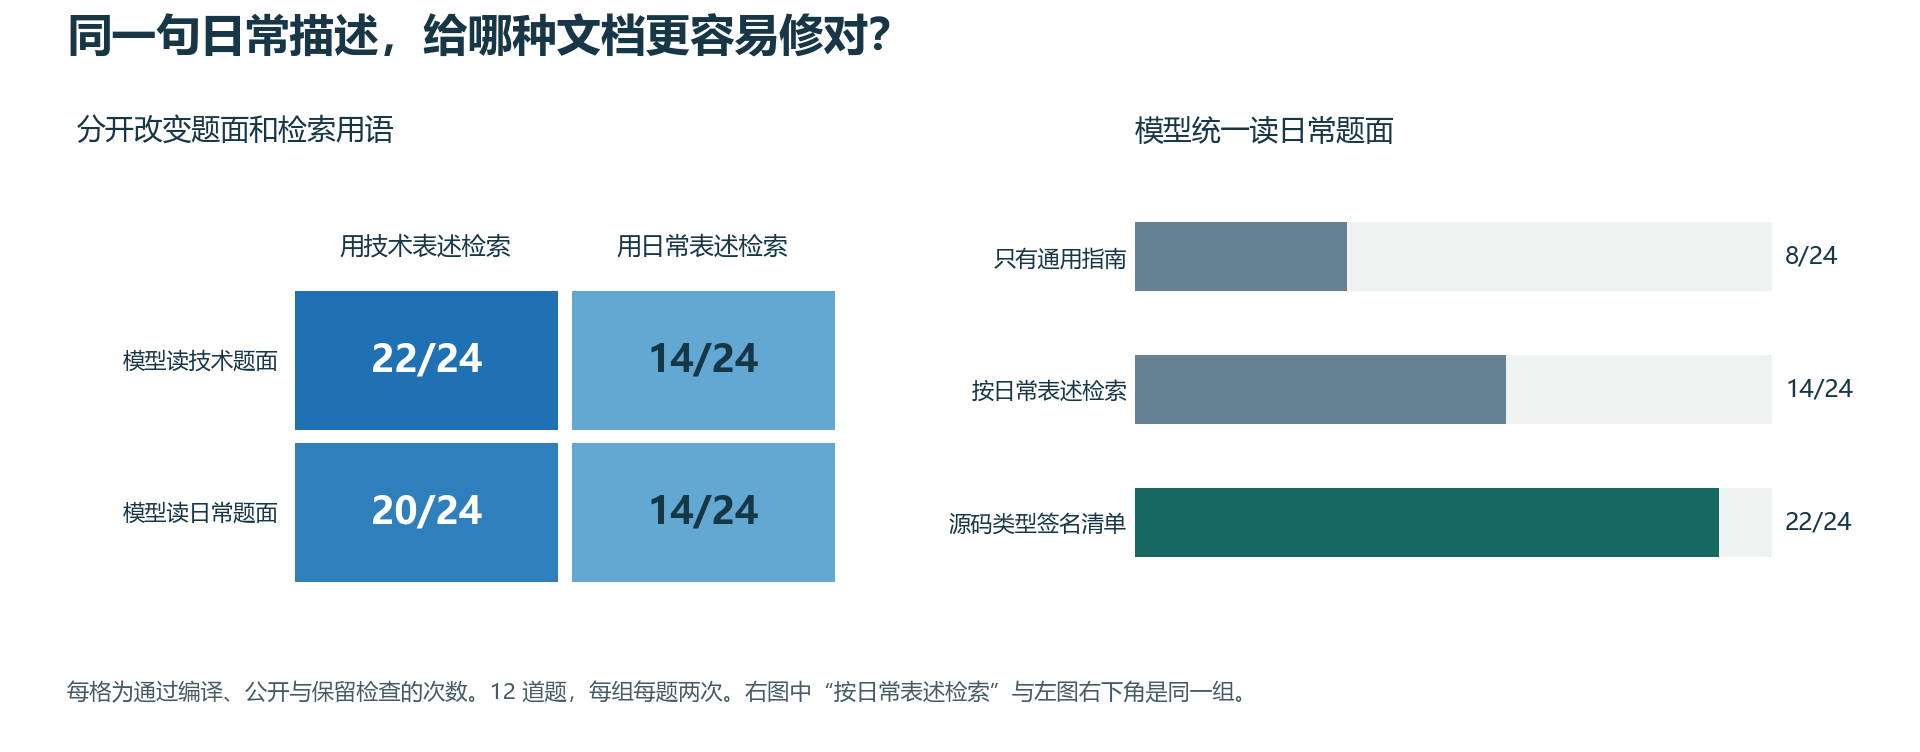 同一句日常描述，给哪种文档更容易修对？
分开改变题面和检索用语
用技术表述检索
用日常表述检索
模型读技术题面
22/24
14/24
模型读日常题面
20/24
14/24
模型统一读日常题面
只有通用指南
8/24
按日常表述检索
14/24
源码类型签名清单
22/24
每格为通过编译、公开与保留检查的次数。12 道题，每组每题两次。右图中“按日常表述检索”与左图右下角是同一组。